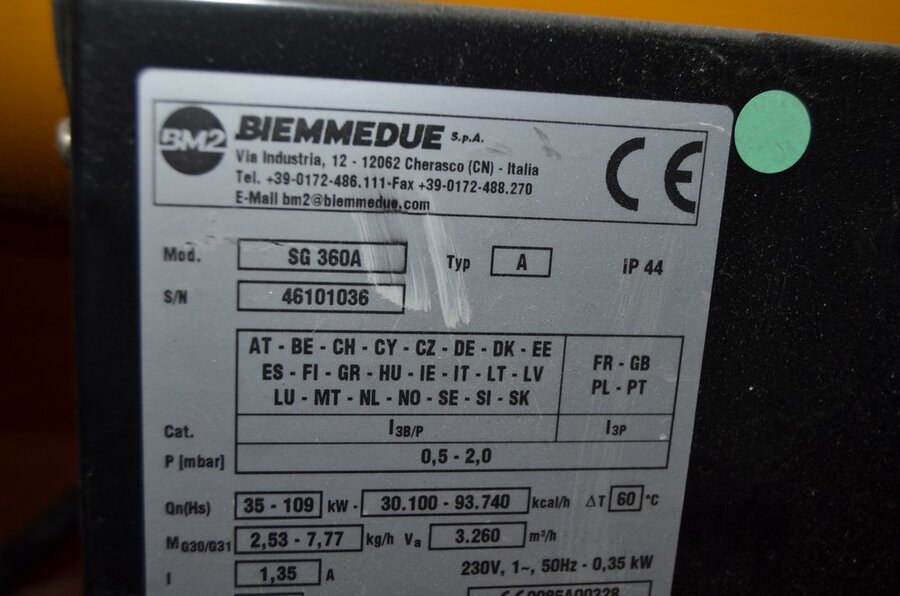 BM2 BIEMMEDUE S.p.A.
Via Industria, 12 - 12062 Cherasco (CN) - Italia
Tel. +39-0172-486.111-Fax +39-0172-488.270
E-Mail bm2@biemmedue.com
CE
Mod. SG 360A Typ A IP 44
S/N 46101036
AT - BE - CH - CY - CZ - DE - DK - EE
ES - FI - GR - HU - IE - IT - LT - LV
LU - MT - NL - NO - SE - SI - SK
FR - GB
PL - PT
Cat. I3B/P I3P
P [mbar] 0,5 - 2,0
Qn(Hs) 35 - 109 kW - 30.100 - 93.740 kcal/h ΔT 60 °C
MG30/G31 2,53 - 7,77 kg/h Va 3.260 m³/h
I 1,35 A 230V, 1~, 50Hz - 0,35 kW